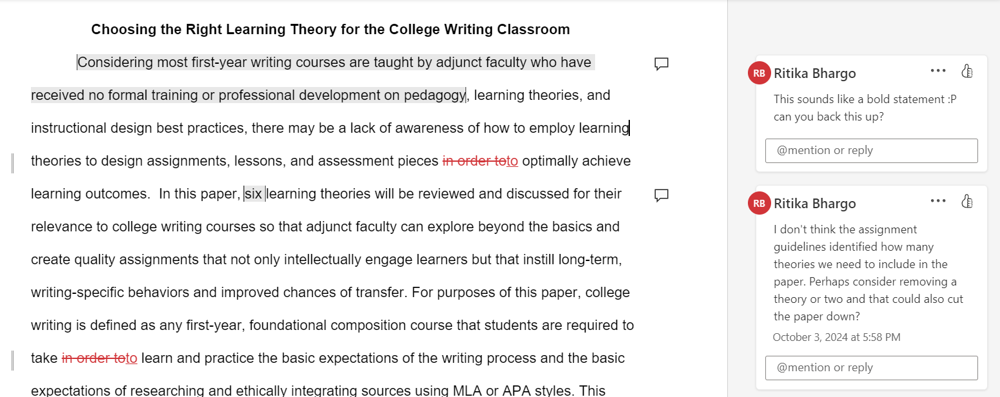 Choosing the Right Learning Theory for the College Writing Classroom
Considering most first-year writing courses are taught by adjunct faculty who have
received no formal training or professional development on pedagogy, learning theories, and
instructional design best practices, there may be a lack of awareness of how to employ learning
theories to design assignments, lessons, and assessment pieces in order toto optimally achieve
learning outcomes.  In this paper, six learning theories will be reviewed and discussed for their
relevance to college writing courses so that adjunct faculty can explore beyond the basics and
create quality assignments that not only intellectually engage learners but that instill long-term,
writing-specific behaviors and improved chances of transfer. For purposes of this paper, college
writing is defined as any first-year, foundational composition course that students are required to
take in order toto learn and practice the basic expectations of the writing process and the basic
expectations of researching and ethically integrating sources using MLA or APA styles. This
RB Ritika Bhargo
This sounds like a bold statement :P
can you back this up?
@mention or reply
RB Ritika Bhargo
I don't think the assignment
guidelines identified how many
theories we need to include in the
paper. Perhaps consider removing a
theory or two and that could also cut
the paper down?
October 3, 2024 at 5:58 PM
@mention or reply